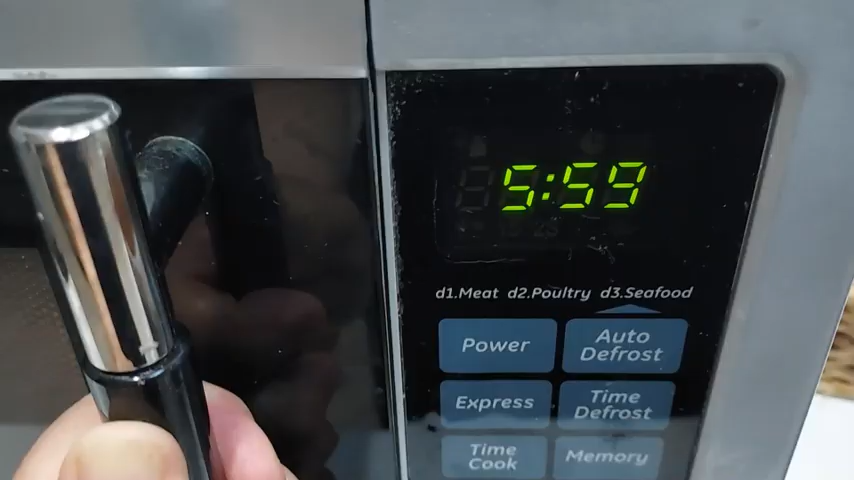 5:59
d1.Meat d2.Poultry d3.Seafood
Power
Auto
Defrost
Express
Time
Defrost
Time
Cook
Memory